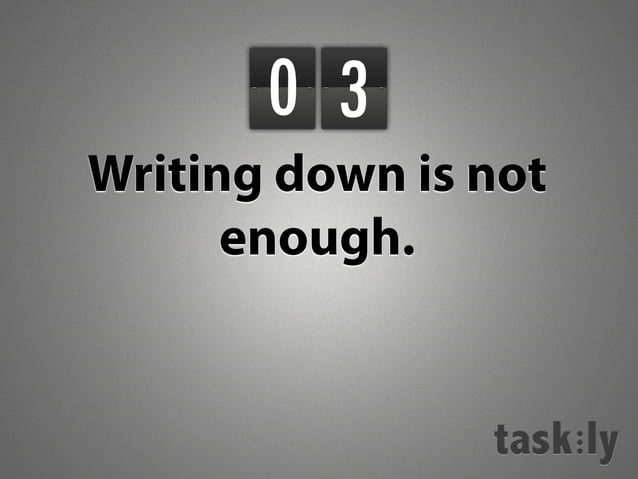 03
Writing down is not
enough.
task:ly